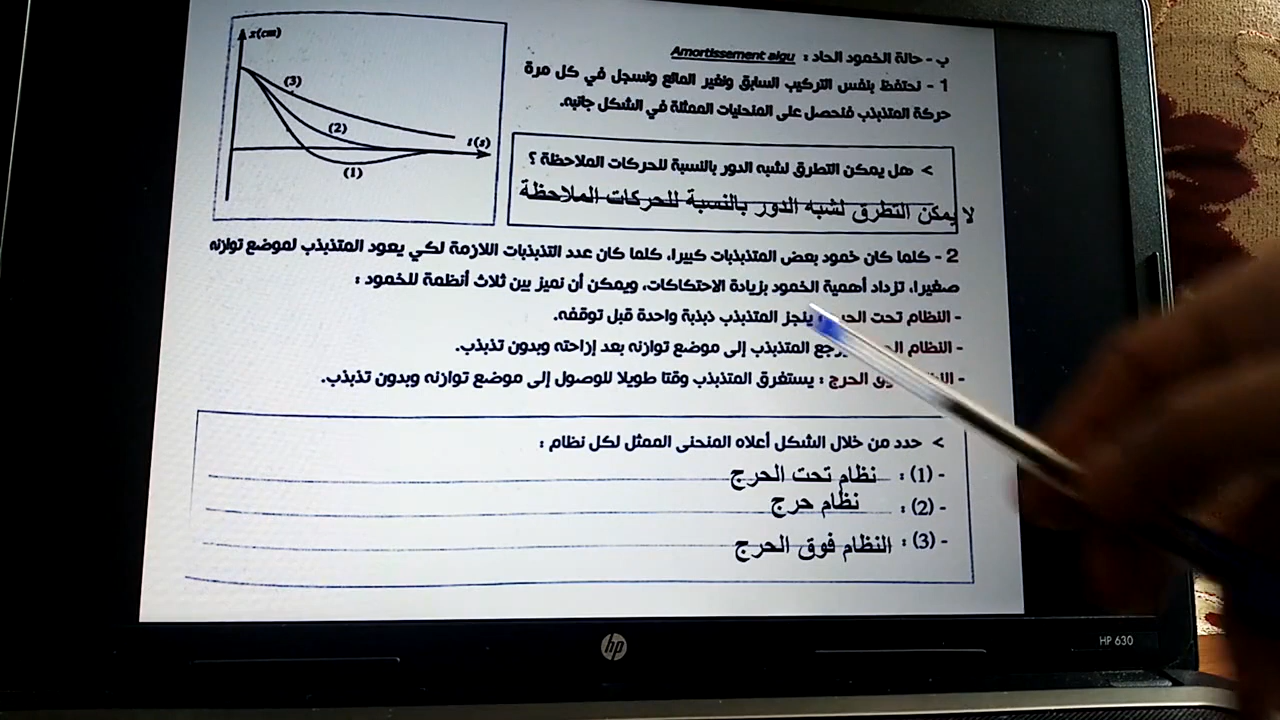 x(cm)
(3)
(2)
t(s)
(1)
ب - حالة الخمود الحاد : Amortissement aigu
1 - نحتفظ بنفس التركيب السابق ونغير المائع ونسجل في كل مرة
حركة المتذبذب فنحصل على المنحنيات الممثلة في الشكل جانبه.
> هل يمكن التطرق لشبه الدور بالنسبة للحركات الملاحظة ؟
لا يمكن التطرق لشبه الدور بالنسبة للحركات الملاحظة
2 - كلما كان خمود بعض المتذبذبات كبيرا، كلما كان عدد التذبذبات اللازمة لكي يعود المتذبذب لموضع توازنه
صغيرا، تزداد أهمية الخمود بزيادة الاحتكاكات، ويمكن أن نميز بين ثلاث أنظمة للخمود :
- النظام تحت ينجز المتذبذب ذبذبة واحدة قبل توقفه.
- النظام المتذبذب إلى موضع توازنه بعد إزاحته وبدون تذبذب.
- الحرج : يستغرق المتذبذب وقتا طويلا للوصول إلى موضع توازنه وبدون تذبذب.
> حدد من خلال الشكل أعلاه المنحنى الممثل لكل نظام :
- (1) : نظام تحت الحرج
- (2) : نظام حرج
- (3) : النظام فوق الحرج
hp
HP 630